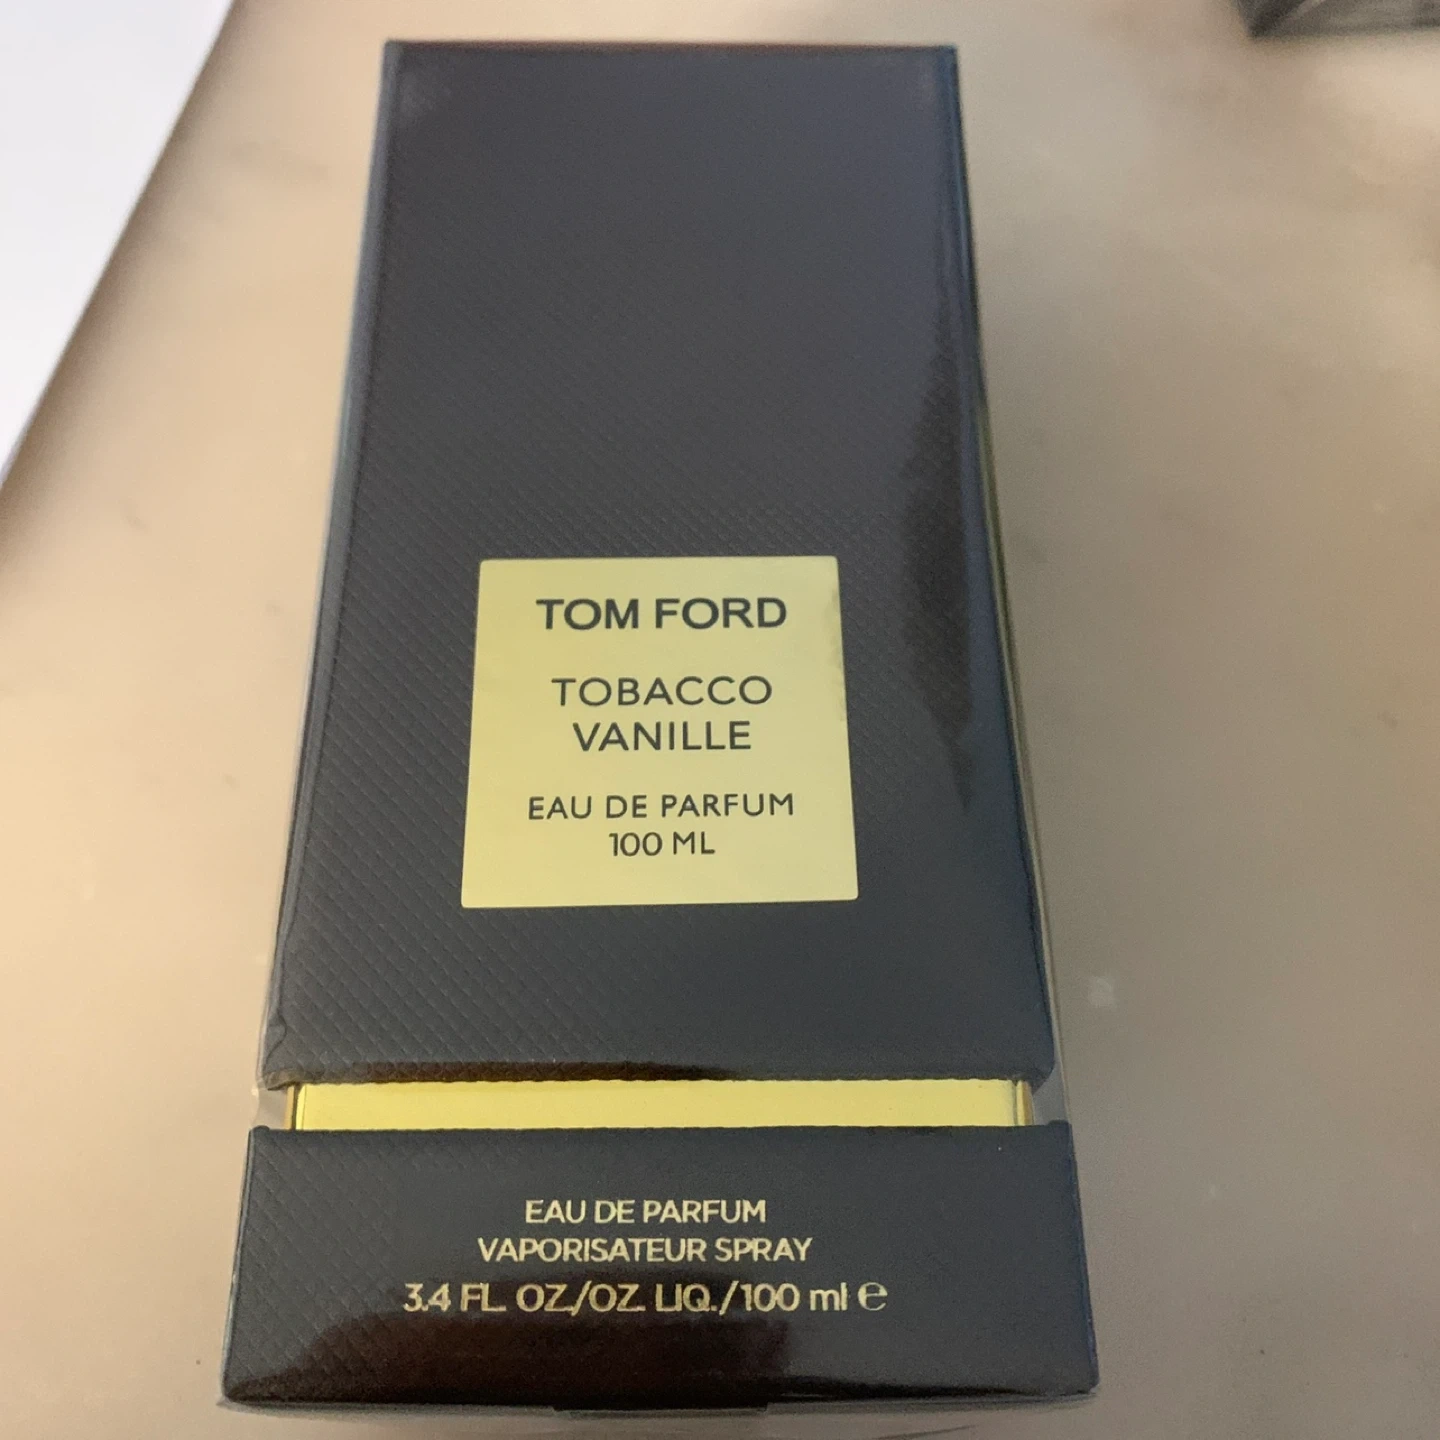 TOM FORD
TOBACCO
VANILLE
EAU DE PARFUM
100 ML
EAU DE PARFUM
VAPORISATEUR SPRAY
3.4 FL. OZ./OZ. LIQ./100 ml ℮